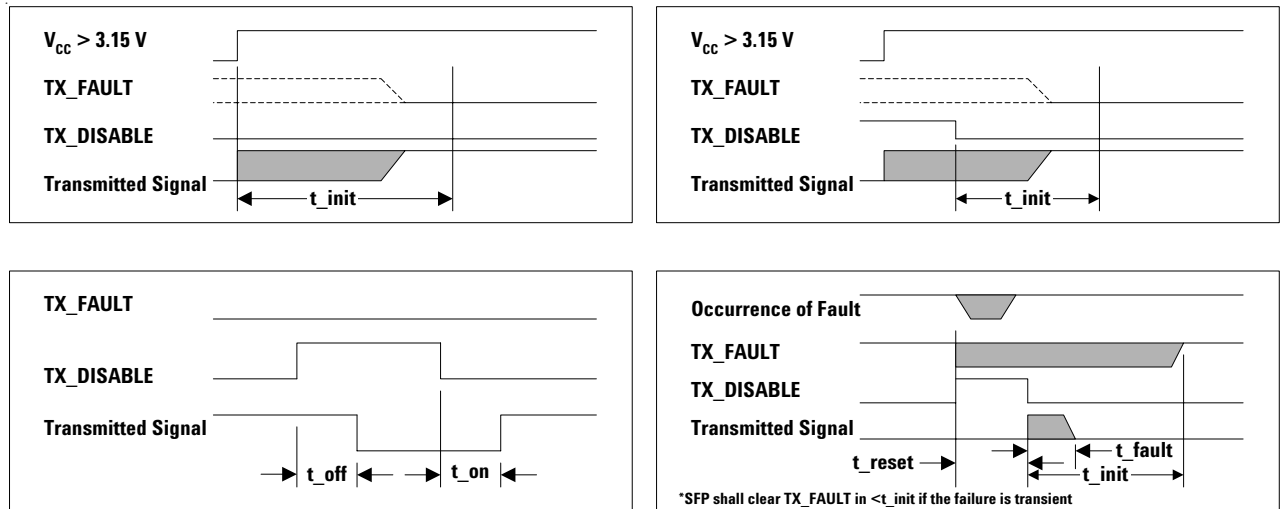 V_CC > 3.15 V
TX_FAULT
TX_DISABLE
Transmitted Signal
t_init
V_CC > 3.15 V
TX_FAULT
TX_DISABLE
Transmitted Signal
t_init
TX_FAULT
TX_DISABLE
Transmitted Signal
t_off
t_on
Occurrence of Fault
TX_FAULT
TX_DISABLE
Transmitted Signal
t_reset
t_fault
t_init
*SFP shall clear TX_FAULT in <t_init if the failure is transient